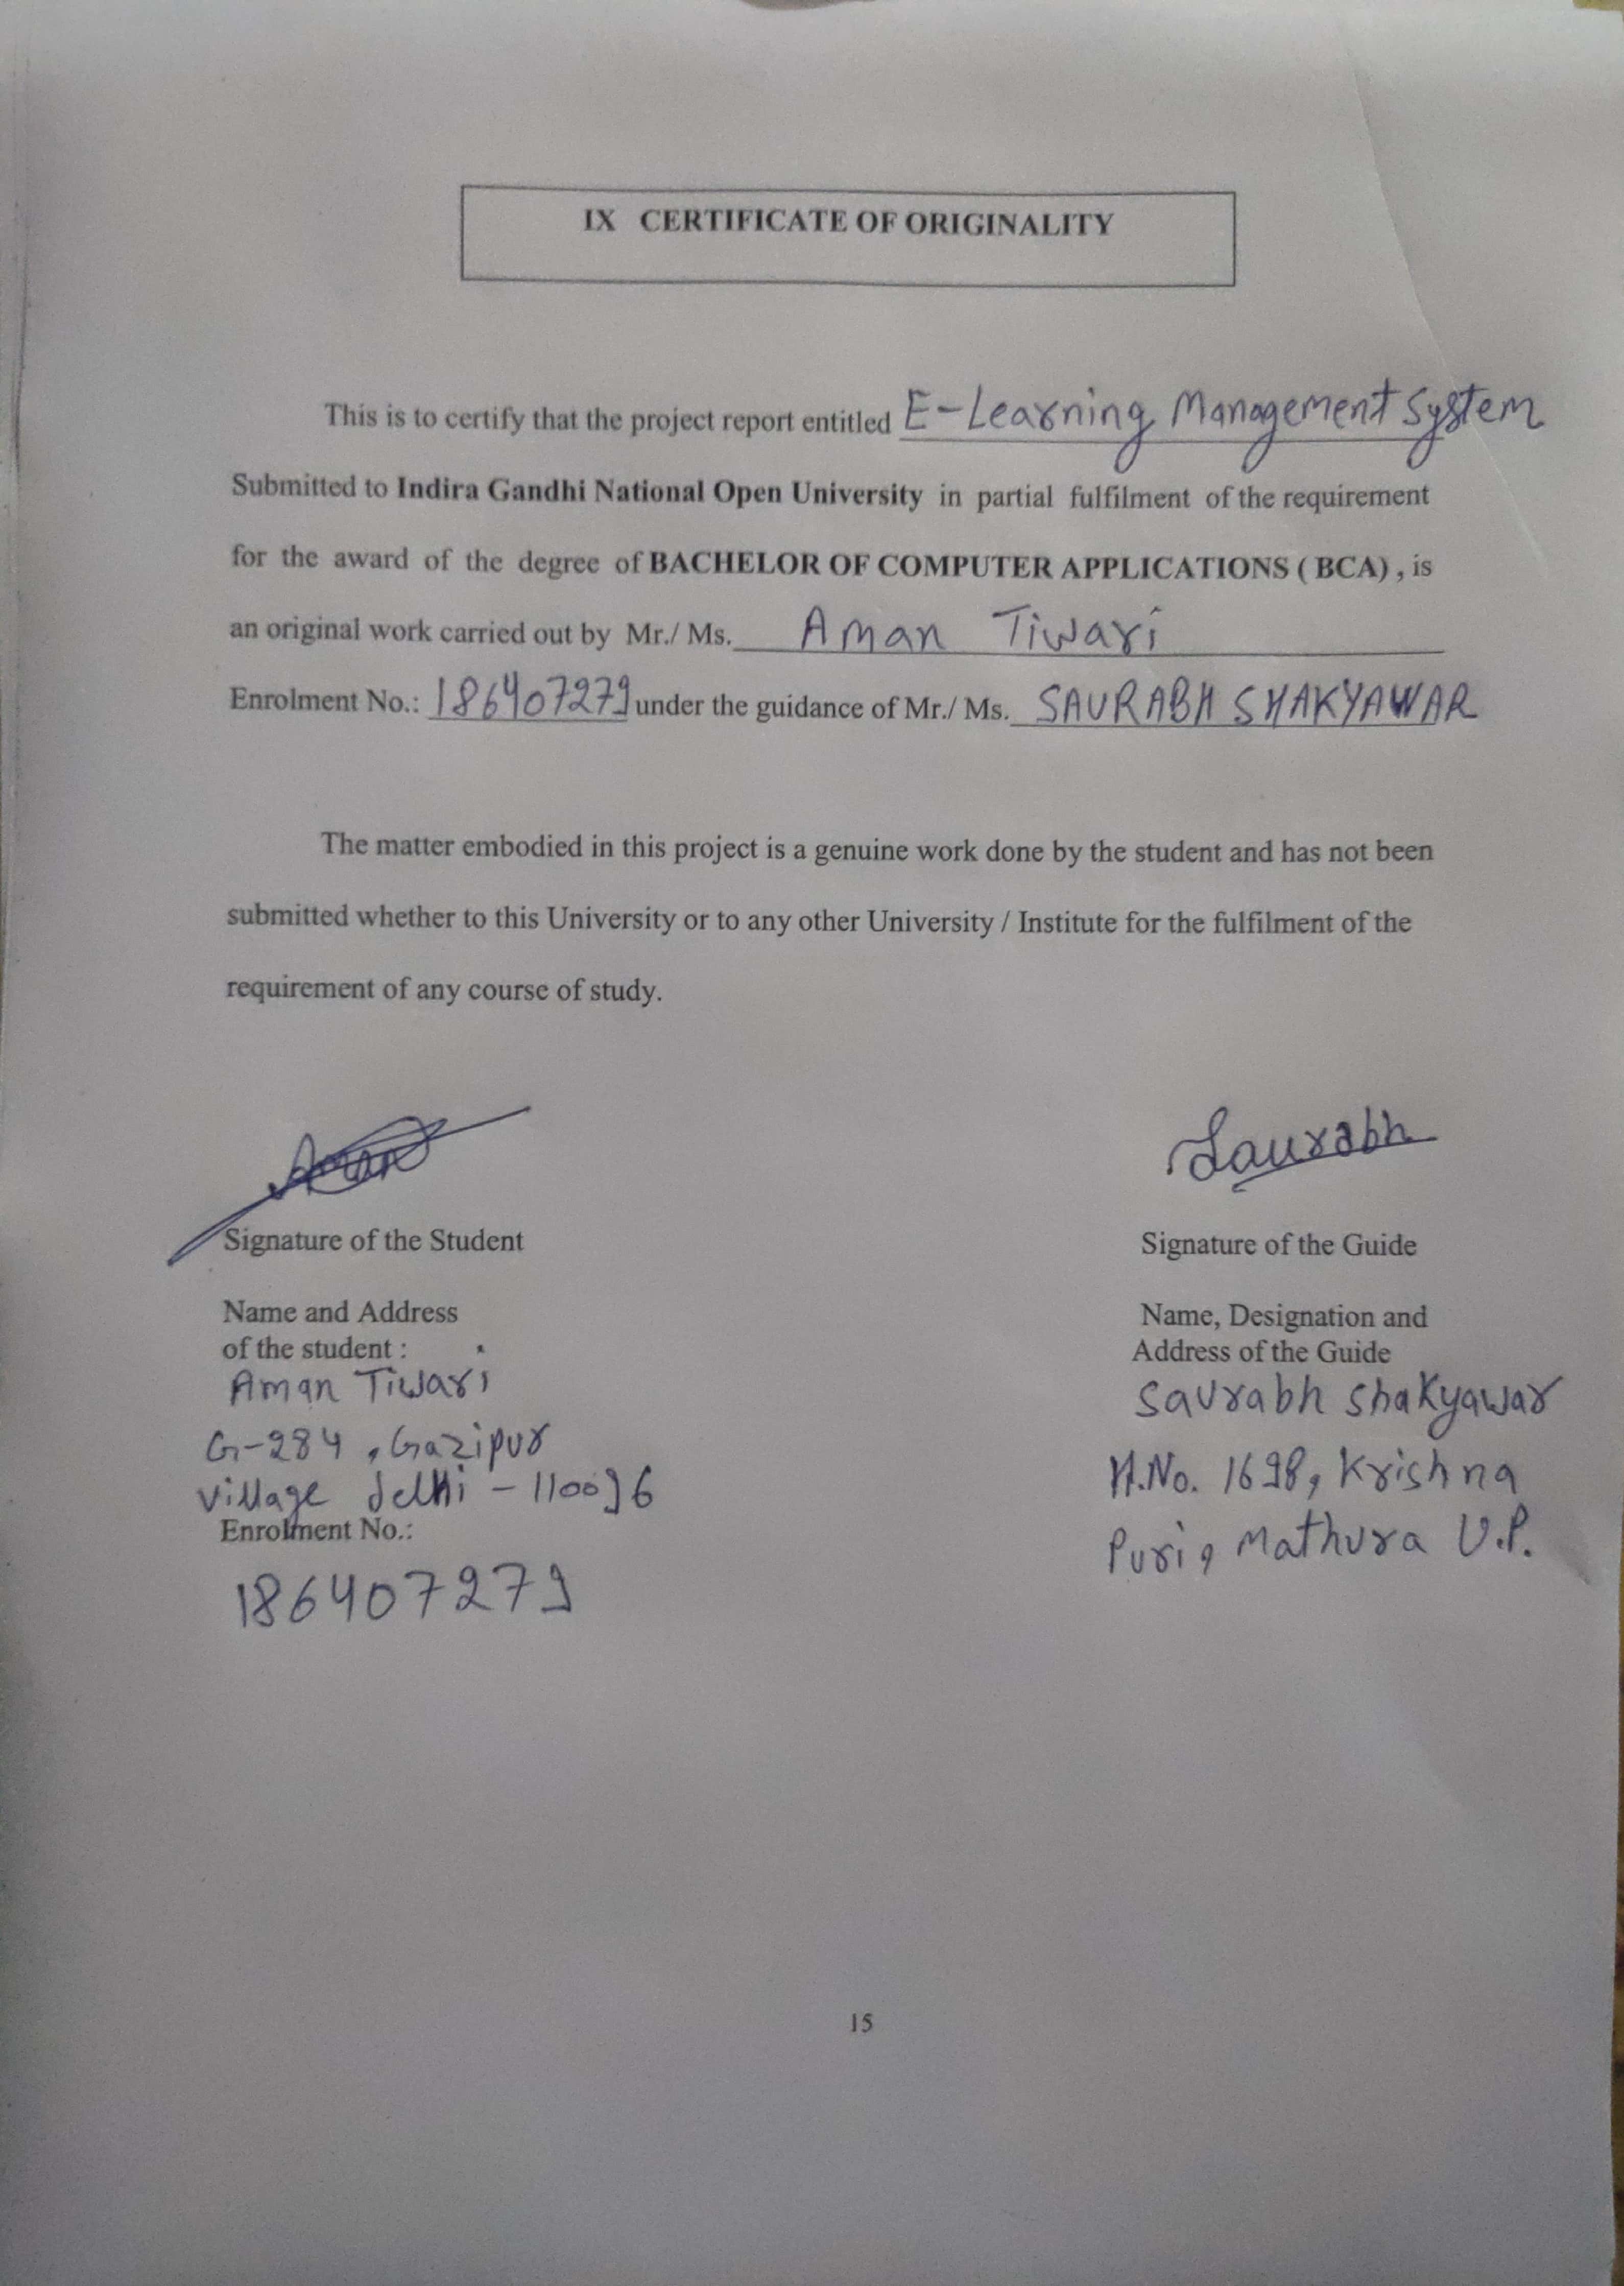 IX CERTIFICATE OF ORIGINALITY
This is to certify that the project report entitled E-Learning Management System
Submitted to Indira Gandhi National Open University in partial fulfilment of the requirement
for the award of the degree of BACHELOR OF COMPUTER APPLICATIONS ( BCA) , is
an original work carried out by Mr./ Ms. Aman Tiwari
Enrolment No.: 186407279 under the guidance of Mr./ Ms. SAURABH SHAKYAWAR
The matter embodied in this project is a genuine work done by the student and has not been
submitted whether to this University or to any other University / Institute for the fulfilment of the
requirement of any course of study.
Aman
Signature of the Student
Name and Address
of the student :
Aman Tiwari
G-284, Gazipur
Village delhi - 110096
Enrolment No.:
186407279
Saurabh
Signature of the Guide
Name, Designation and
Address of the Guide
Saurabh Shakyawar
H.No. 1698, Krishna
Puri, Mathura U.P.
15